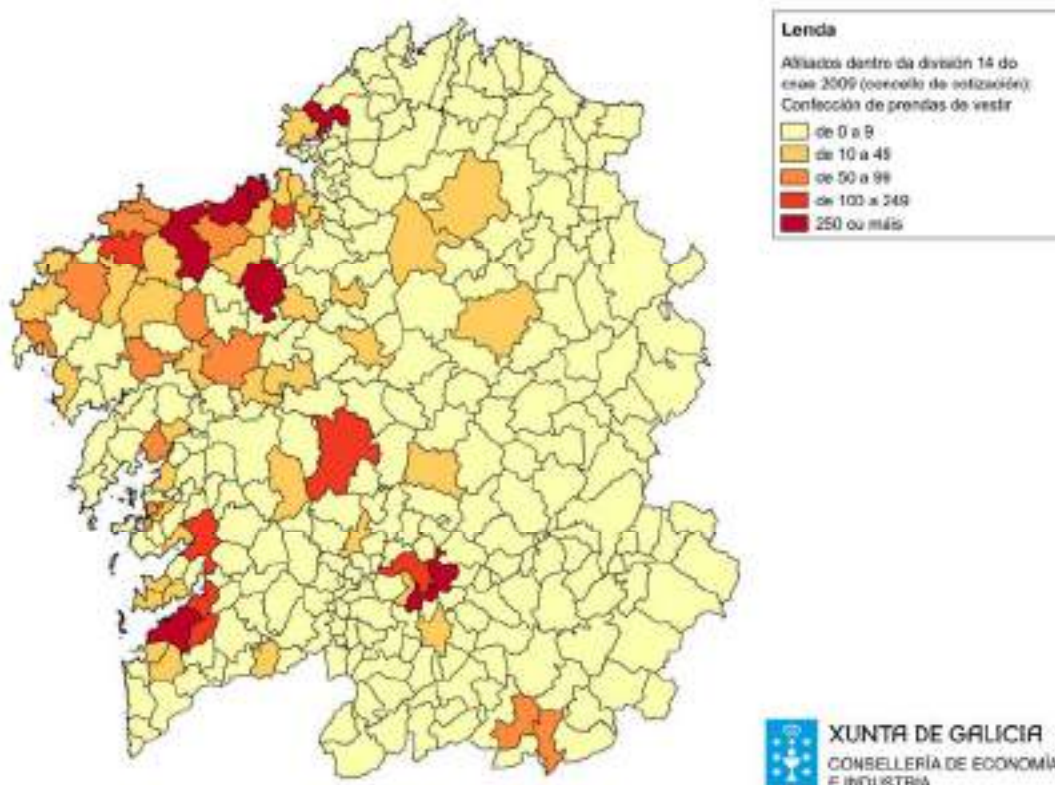 Lenda
Afiliados dentro da división 14 do
cnae 2009 (concello de cotización):
Confección de prendas de vestir
de 0 a 9
de 10 a 49
de 50 a 99
de 100 a 249
250 ou máis
XUNTA DE GALICIA
CONSELLERÍA DE ECONOMÍA
E INDUSTRIA